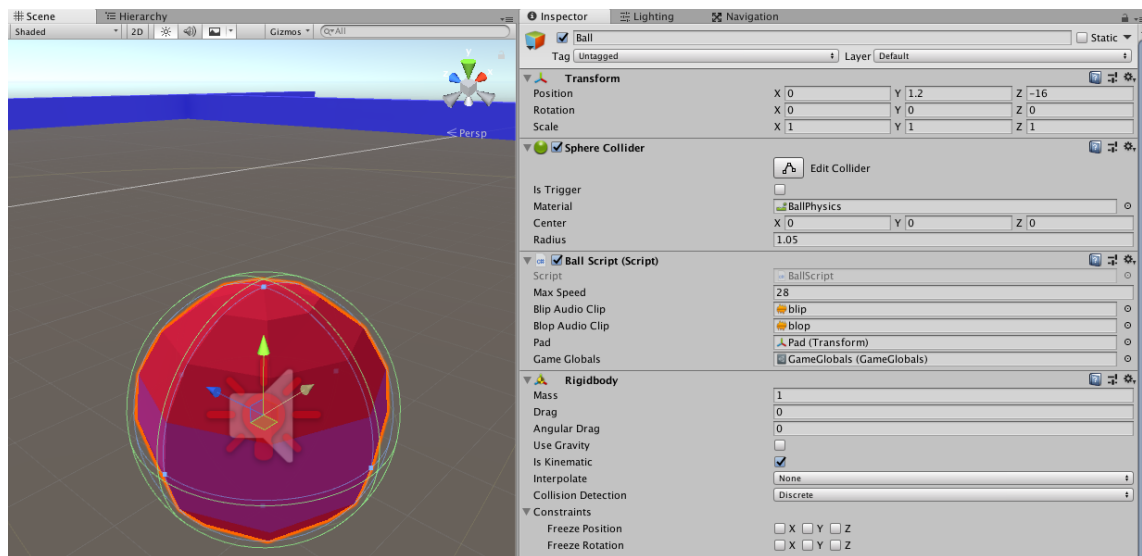 Scene Hierarchy
Shaded 2D Gizmos All
y
z x
Persp
Inspector Lighting Navigation
Ball Static
Tag Untagged Layer Default
Transform
Position X 0 Y 1.2 Z -16
Rotation X 0 Y 0 Z 0
Scale X 1 Y 1 Z 1
Sphere Collider
Edit Collider
Is Trigger
Material BallPhysics
Center X 0 Y 0 Z 0
Radius 1.05
Ball Script (Script)
Script BallScript
Max Speed 28
Blip Audio Clip blip
Blop Audio Clip blop
Pad Pad (Transform)
Game Globals GameGlobals (GameGlobals)
Rigidbody
Mass 1
Drag 0
Angular Drag 0
Use Gravity
Is Kinematic
Interpolate None
Collision Detection Discrete
Constraints
Freeze Position X Y Z
Freeze Rotation X Y Z